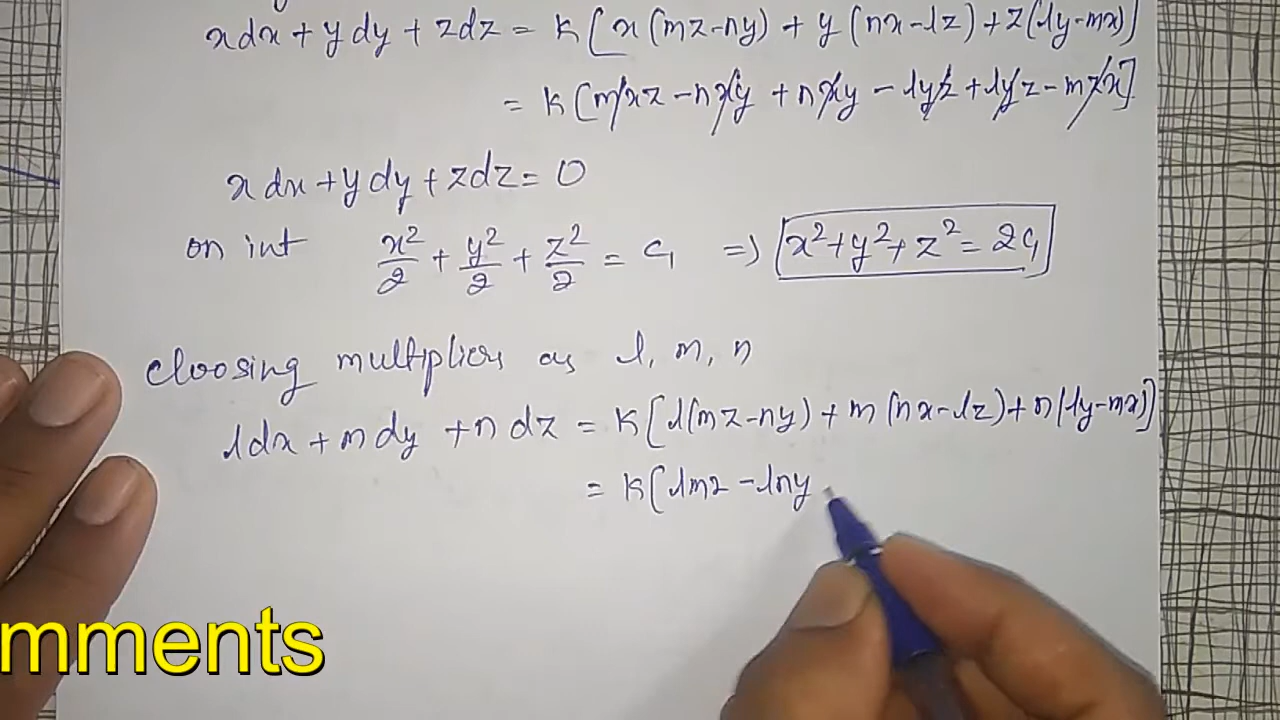 xdx + ydy + zdz = k[x(mz-ny) + y(nx-lz) + z(ly-mx)]
= k[mxz - nxy + nxy - lyz + lyz - mzx]
xdx + ydy + zdz = 0
on int x²/2 + y²/2 + z²/2 = c₁ => x² + y² + z² = 2c₁
choosing multipliers as l, m, n
ldx + mdy + ndz = k[l(mz-ny) + m(nx-lz) + n(ly-mx)]
= k[lmz - lny
mments